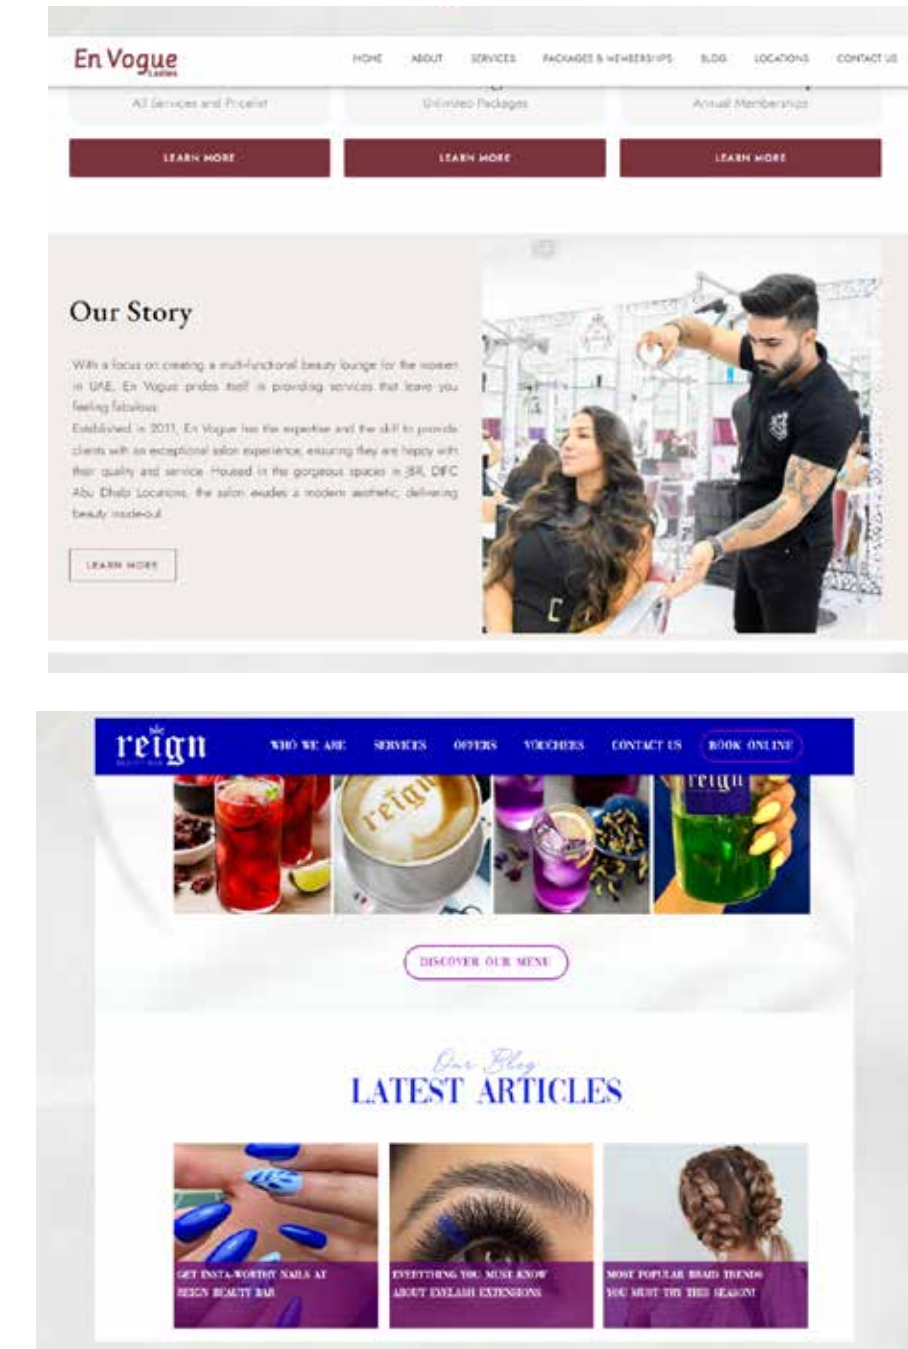 En Vogue
Lashes
HOME ABOUT SERVICES PACKAGES & MEMBERSHIPS BLOG LOCATIONS CONTACT US
All Services and Pricelist
Unlimited Packages
Annual Memberships
LEARN MORE
LEARN MORE
LEARN MORE
Our Story
With a focus on creating a multi-functional beauty lounge for the women
in UAE, En Vogue prides itself in providing services that leave you
feeling fabulous.
Established in 2011, En Vogue has the expertise and the skill to provide
clients with an exceptional salon experience, ensuring they are happy with
their quality and service. Housed in the gorgeous spaces in JBR, DIFC
Abu Dhabi Locations, the salon exudes a modern aesthetic, delivering
beauty inside-out.
LEARN MORE
reign
BEAUTY BAR
WHO WE ARE SERVICES OFFERS VOUCHERS CONTACT US BOOK ONLINE
reign
reign
DISCOVER OUR MENU
Our Blog
LATEST ARTICLES
GET INSTA-WORTHY NAILS AT
REIGN BEAUTY BAR
EVERYTHING YOU MUST KNOW
ABOUT EYELASH EXTENSIONS
MOST POPULAR BRAID TRENDS
YOU MUST TRY THIS SEASON!